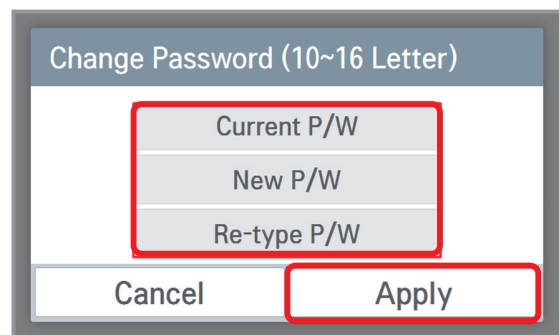 Change Password (10~16 Letter)
Current P/W
New P/W
Re-type P/W
Cancel Apply